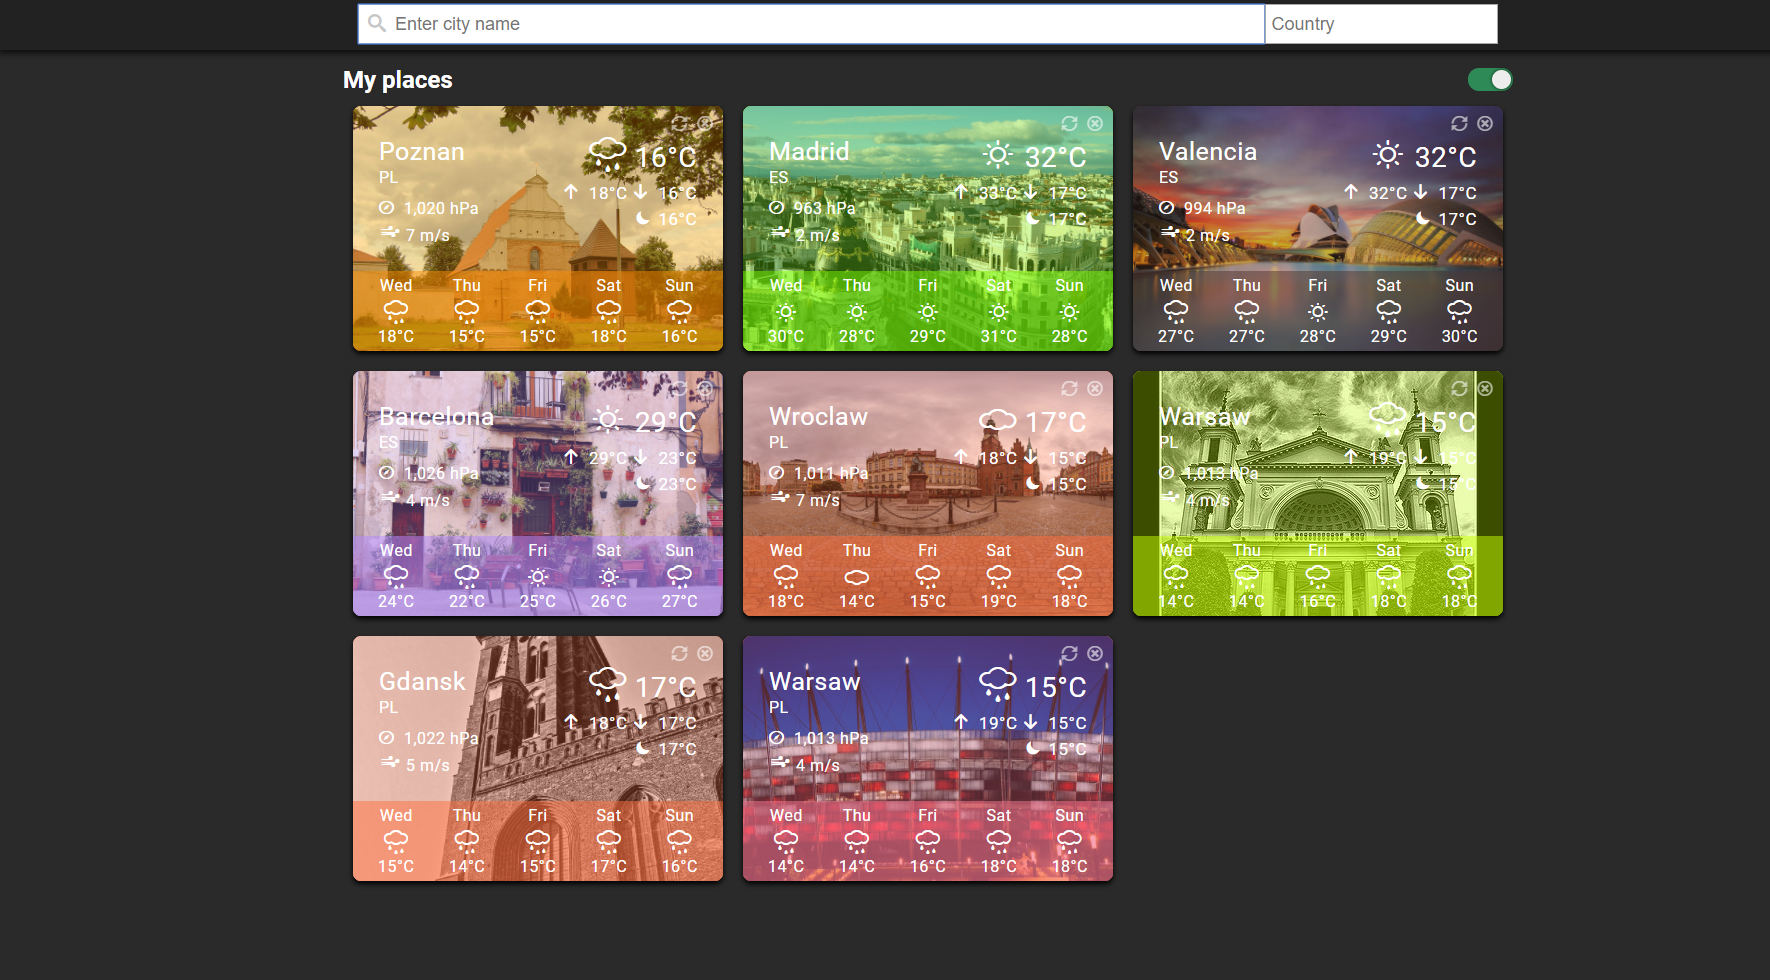 Enter city name
Country
My places
Poznan
16°C
PL
18°C 16°C
1,020 hPa
16°C
7 m/s
Wed Thu Fri Sat Sun
18°C 15°C 15°C 18°C 16°C
Madrid
32°C
ES
33°C 17°C
963 hPa
17°C
2 m/s
Wed Thu Fri Sat Sun
30°C 28°C 29°C 31°C 28°C
Valencia
32°C
ES
32°C 17°C
994 hPa
17°C
2 m/s
Wed Thu Fri Sat Sun
27°C 27°C 28°C 29°C 30°C
Barcelona
29°C
ES
29°C 23°C
1,026 hPa
23°C
4 m/s
Wed Thu Fri Sat Sun
24°C 22°C 25°C 26°C 27°C
Wroclaw
17°C
PL
18°C 15°C
1,011 hPa
15°C
7 m/s
Wed Thu Fri Sat Sun
18°C 14°C 15°C 19°C 18°C
Warsaw
15°C
PL
19°C 15°C
1,013 hPa
15°C
4 m/s
Wed Thu Fri Sat Sun
14°C 14°C 16°C 18°C 18°C
Gdansk
17°C
PL
18°C 17°C
1,022 hPa
17°C
5 m/s
Wed Thu Fri Sat Sun
15°C 14°C 15°C 17°C 16°C
Warsaw
15°C
PL
19°C 15°C
1,013 hPa
15°C
4 m/s
Wed Thu Fri Sat Sun
14°C 14°C 16°C 18°C 18°C